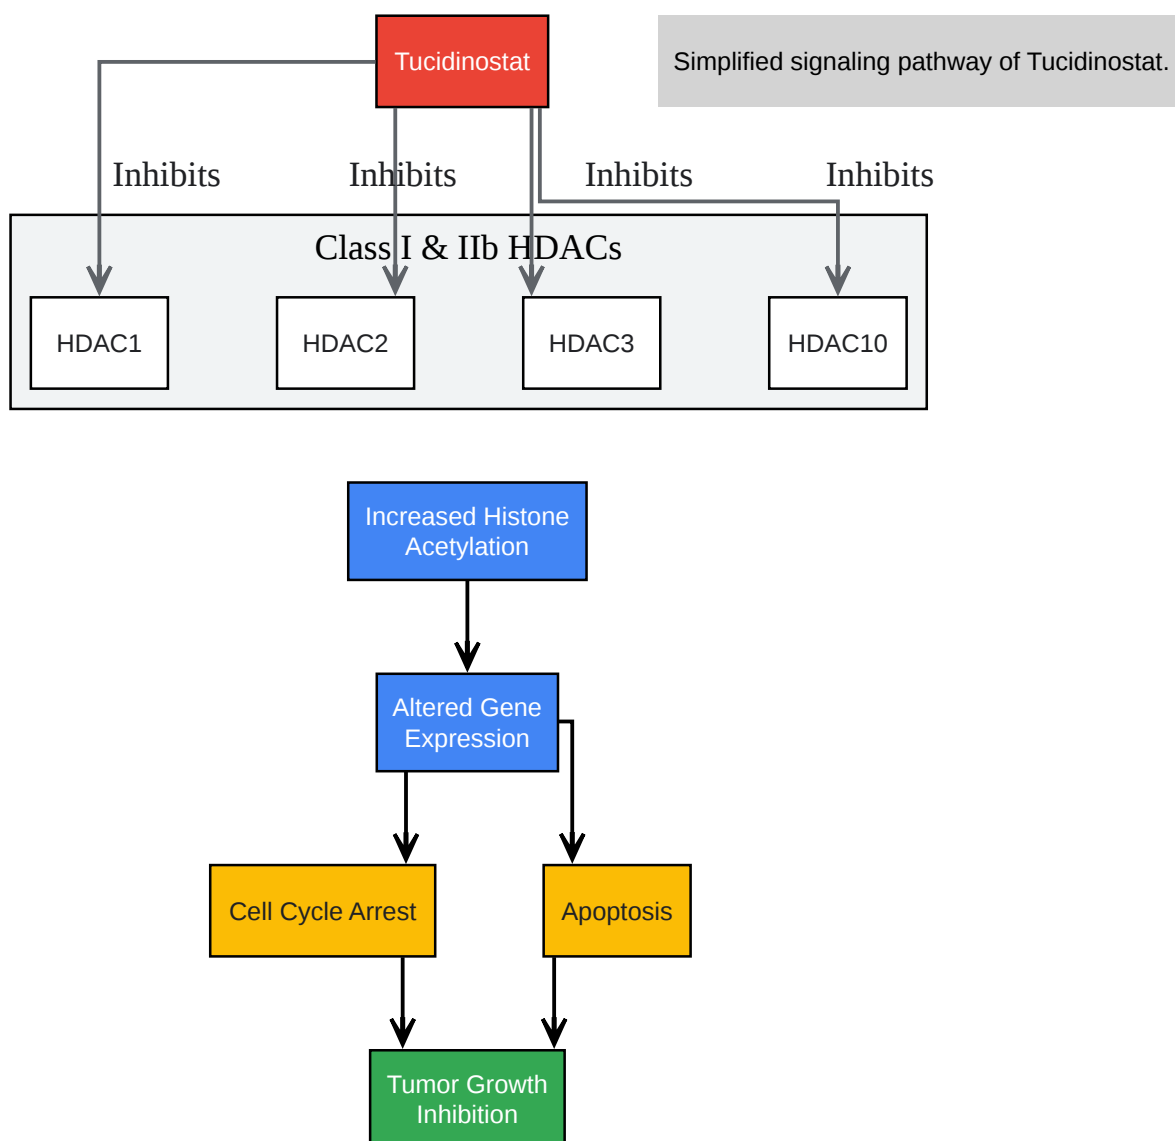 Tucidinostat
Simplified signaling pathway of Tucidinostat.
Inhibits
Inhibits
Inhibits
Inhibits
Class I & IIb HDACs
HDAC1
HDAC2
HDAC3
HDAC10
Increased Histone
Acetylation
Altered Gene
Expression
Cell Cycle Arrest
Apoptosis
Tumor Growth
Inhibition